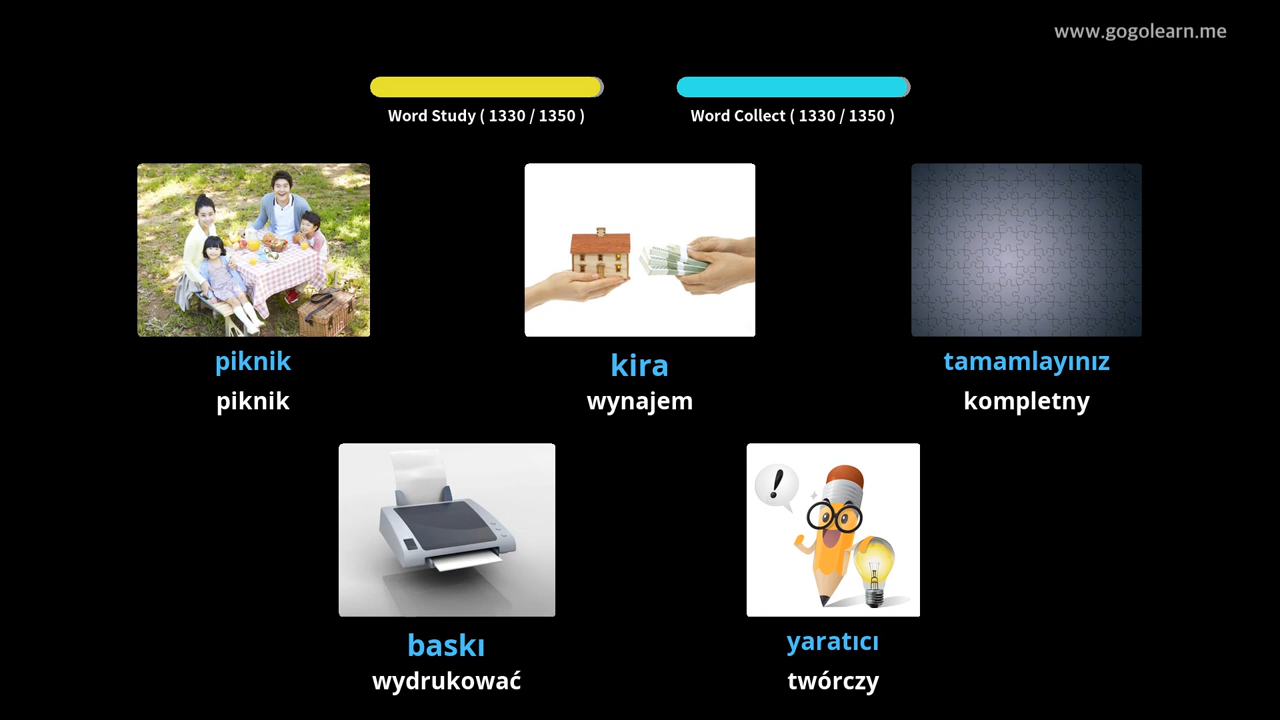 www.gogolearn.me
Word Study ( 1330 / 1350 )
Word Collect ( 1330 / 1350 )
piknik
piknik
kira
wynajem
tamamlayınız
kompletny
baskı
wydrukować
yaratıcı
twórczy